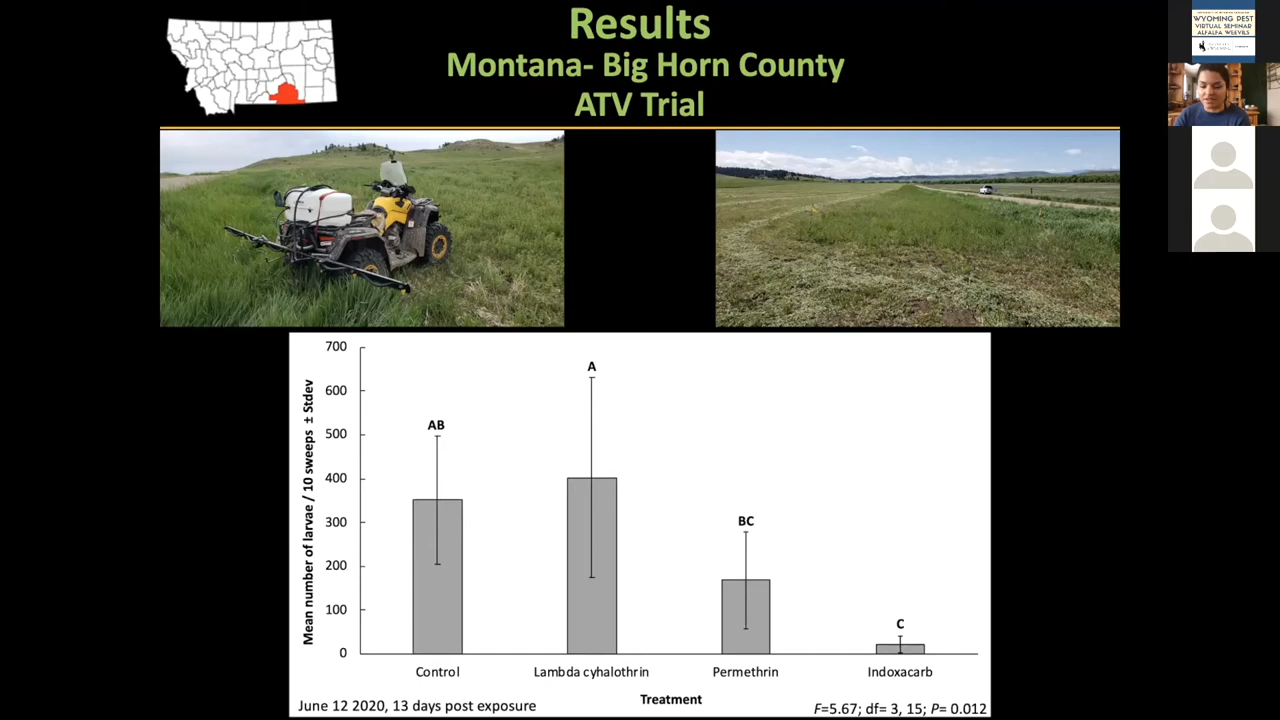 Results
Montana- Big Horn County
ATV Trial
WYOMING PEST
VIRTUAL SEMINAR
ALFALFA WEEVILS
700
600
500
400
300
200
100
0
Mean number of larvae / 10 sweeps ± Stdev
AB
A
BC
C
Control
Lambda cyhalothrin
Permethrin
Indoxacarb
Treatment
June 12 2020, 13 days post exposure
F=5.67; df= 3, 15; P= 0.012